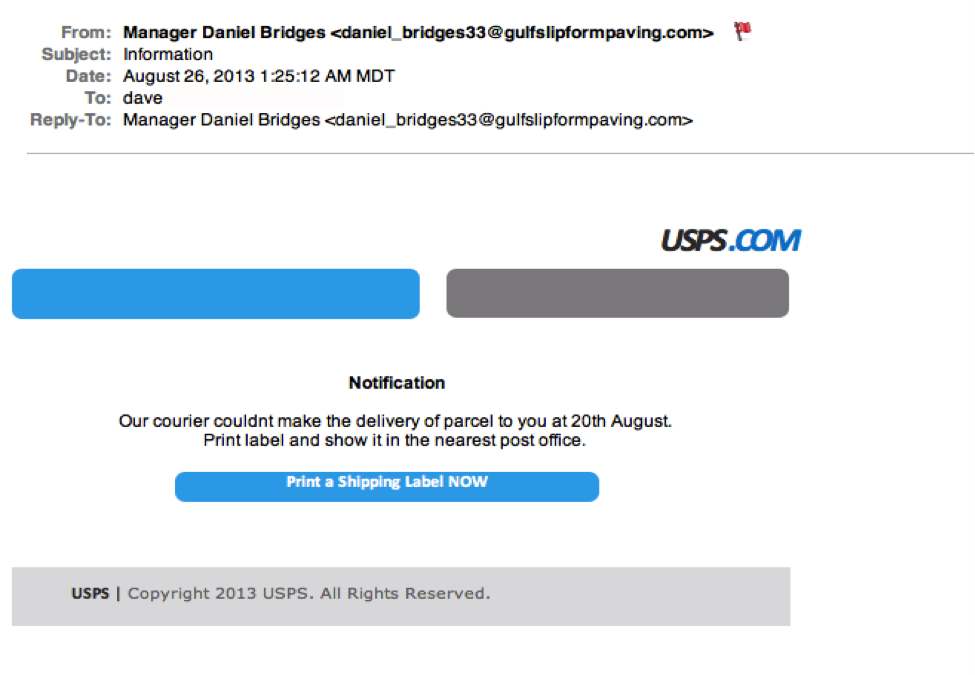 From: Manager Daniel Bridges <daniel_bridges33@gulfslipformpaving.com>
Subject: Information
Date: August 26, 2013 1:25:12 AM MDT
To: dave
Reply-To: Manager Daniel Bridges <daniel_bridges33@gulfslipformpaving.com>
USPS.COM
Notification
Our courier couldnt make the delivery of parcel to you at 20th August.
Print label and show it in the nearest post office.
Print a Shipping Label NOW
USPS | Copyright 2013 USPS. All Rights Reserved.